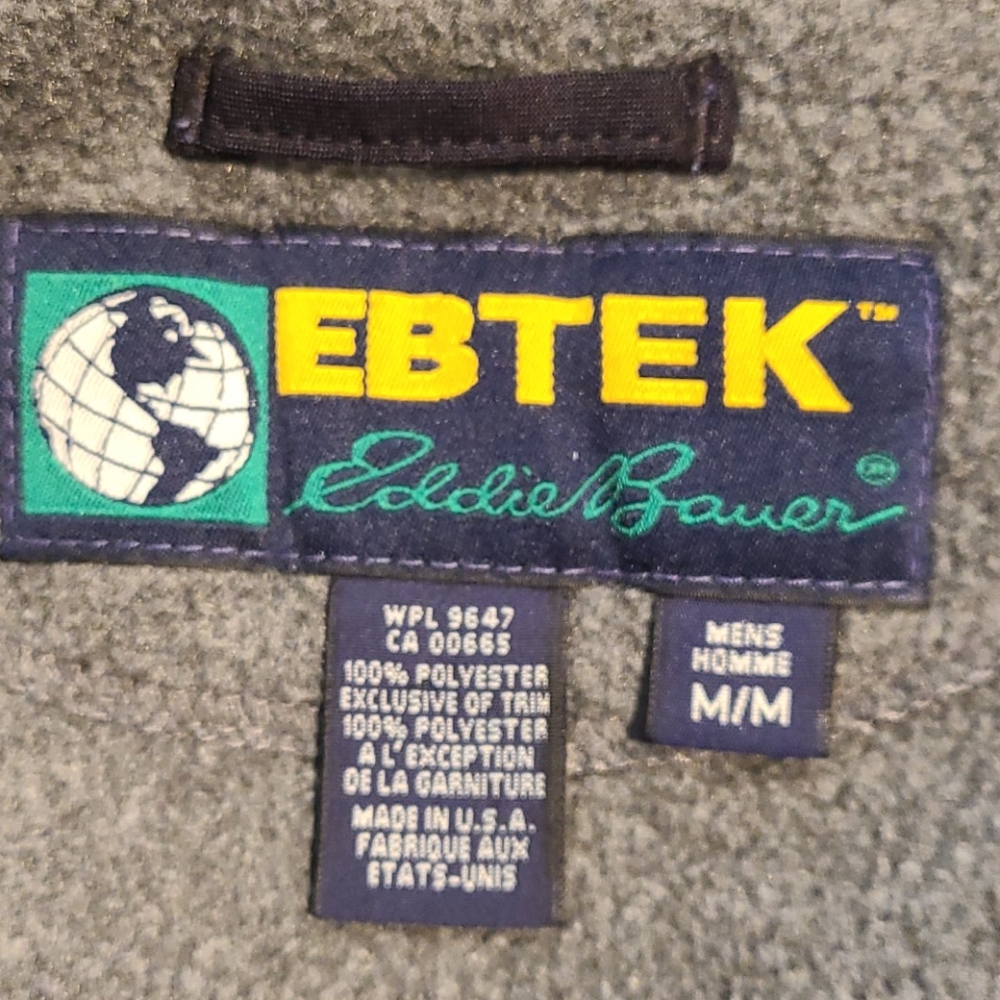 EBTEK™
Eddie Bauer®
WPL 9647
CA 00665
100% POLYESTER
EXCLUSIVE OF TRIM
100% POLYESTER
A L'EXCEPTION
DE LA GARNITURE
MADE IN U.S.A.
FABRIQUE AUX
ETATS-UNIS
MENS
HOMME
M/M